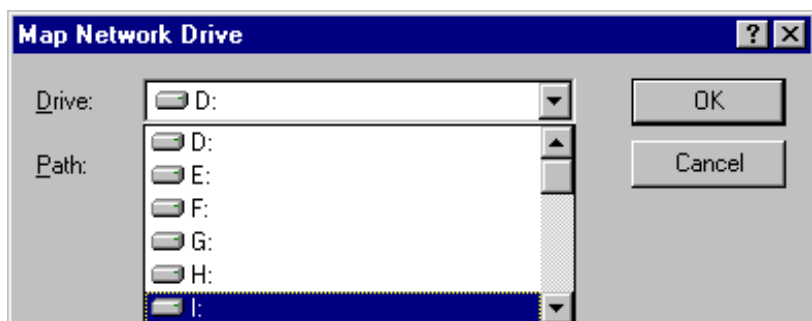 Map Network Drive
Drive: D: OK
D:
Path: E: Cancel
F:
G:
H:
I: